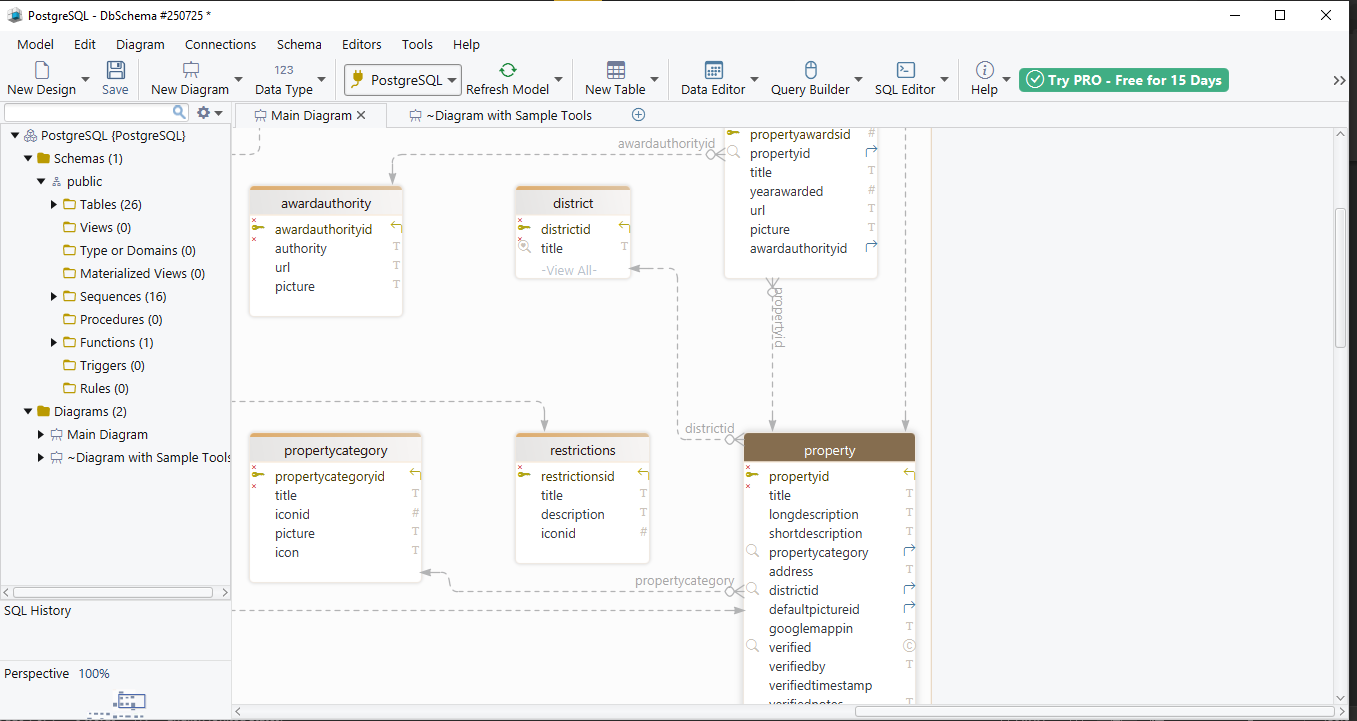 PostgreSQL - DbSchema #250725 *
Model Edit Diagram Connections Schema Editors Tools Help
New Design Save New Diagram 123 Data Type PostgreSQL Refresh Model New Table Data Editor Query Builder SQL Editor Help Try PRO - Free for 15 Days
Main Diagram ~Diagram with Sample Tools
PostgreSQL {PostgreSQL}
Schemas (1)
public
Tables (26)
Views (0)
Type or Domains (0)
Materialized Views (0)
Sequences (16)
Procedures (0)
Functions (1)
Triggers (0)
Rules (0)
Diagrams (2)
Main Diagram
~Diagram with Sample Tools
SQL History
Perspective 100%
awardauthorityid
propertyawardsid #
propertyid
title T
yearawarded #
url T
picture T
awardauthorityid
awardauthority
awardauthorityid
authority T
url T
picture T
district
districtid
title T
-View All-
propertyid
districtid
propertycategory
propertycategoryid
title T
iconid #
picture T
icon T
restrictions
restrictionsid
title T
description T
iconid #
propertycategory
property
propertyid
title T
longdescription T
shortdescription T
propertycategory
address T
districtid
defaultpictureid
googlemappin T
verified C
verifiedby T
verifiedtimestamp
verifiednotes T